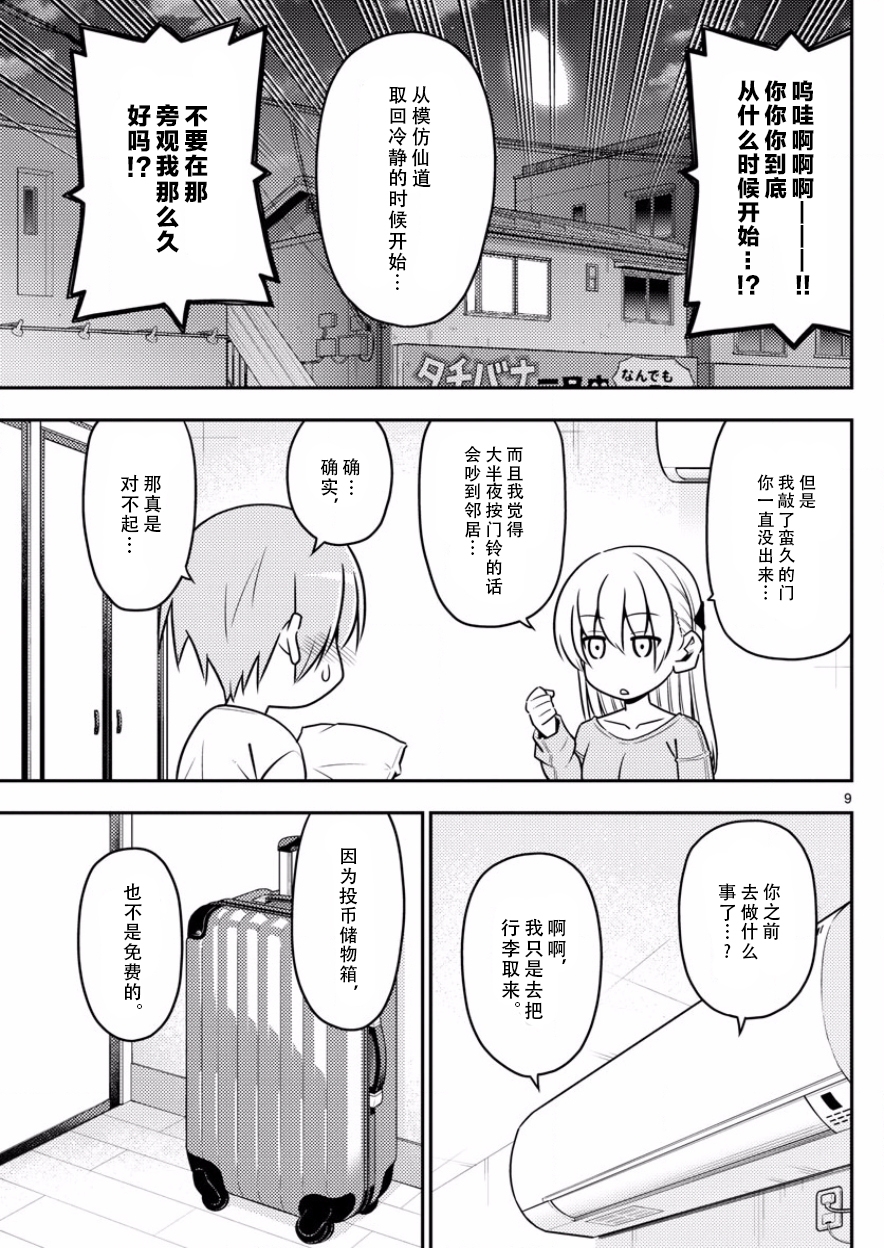 呜哇啊啊啊———!!
你你你到底
从什么时候开始…!?
从模仿仙道
取回冷静的时候开始…
不要在那
旁观我那么久
好吗!?
タチバナ
なんでも
但是
我敲了蛮久的门
你一直没出来…
而且我觉得
大半夜按门铃的话
会吵到邻居…
确…
确实,
那真是
对不起…
9
你之前
去做什么
事了…?
啊啊,
我只是去把
行李取来。
因为投币储物箱,
也不是免费的。